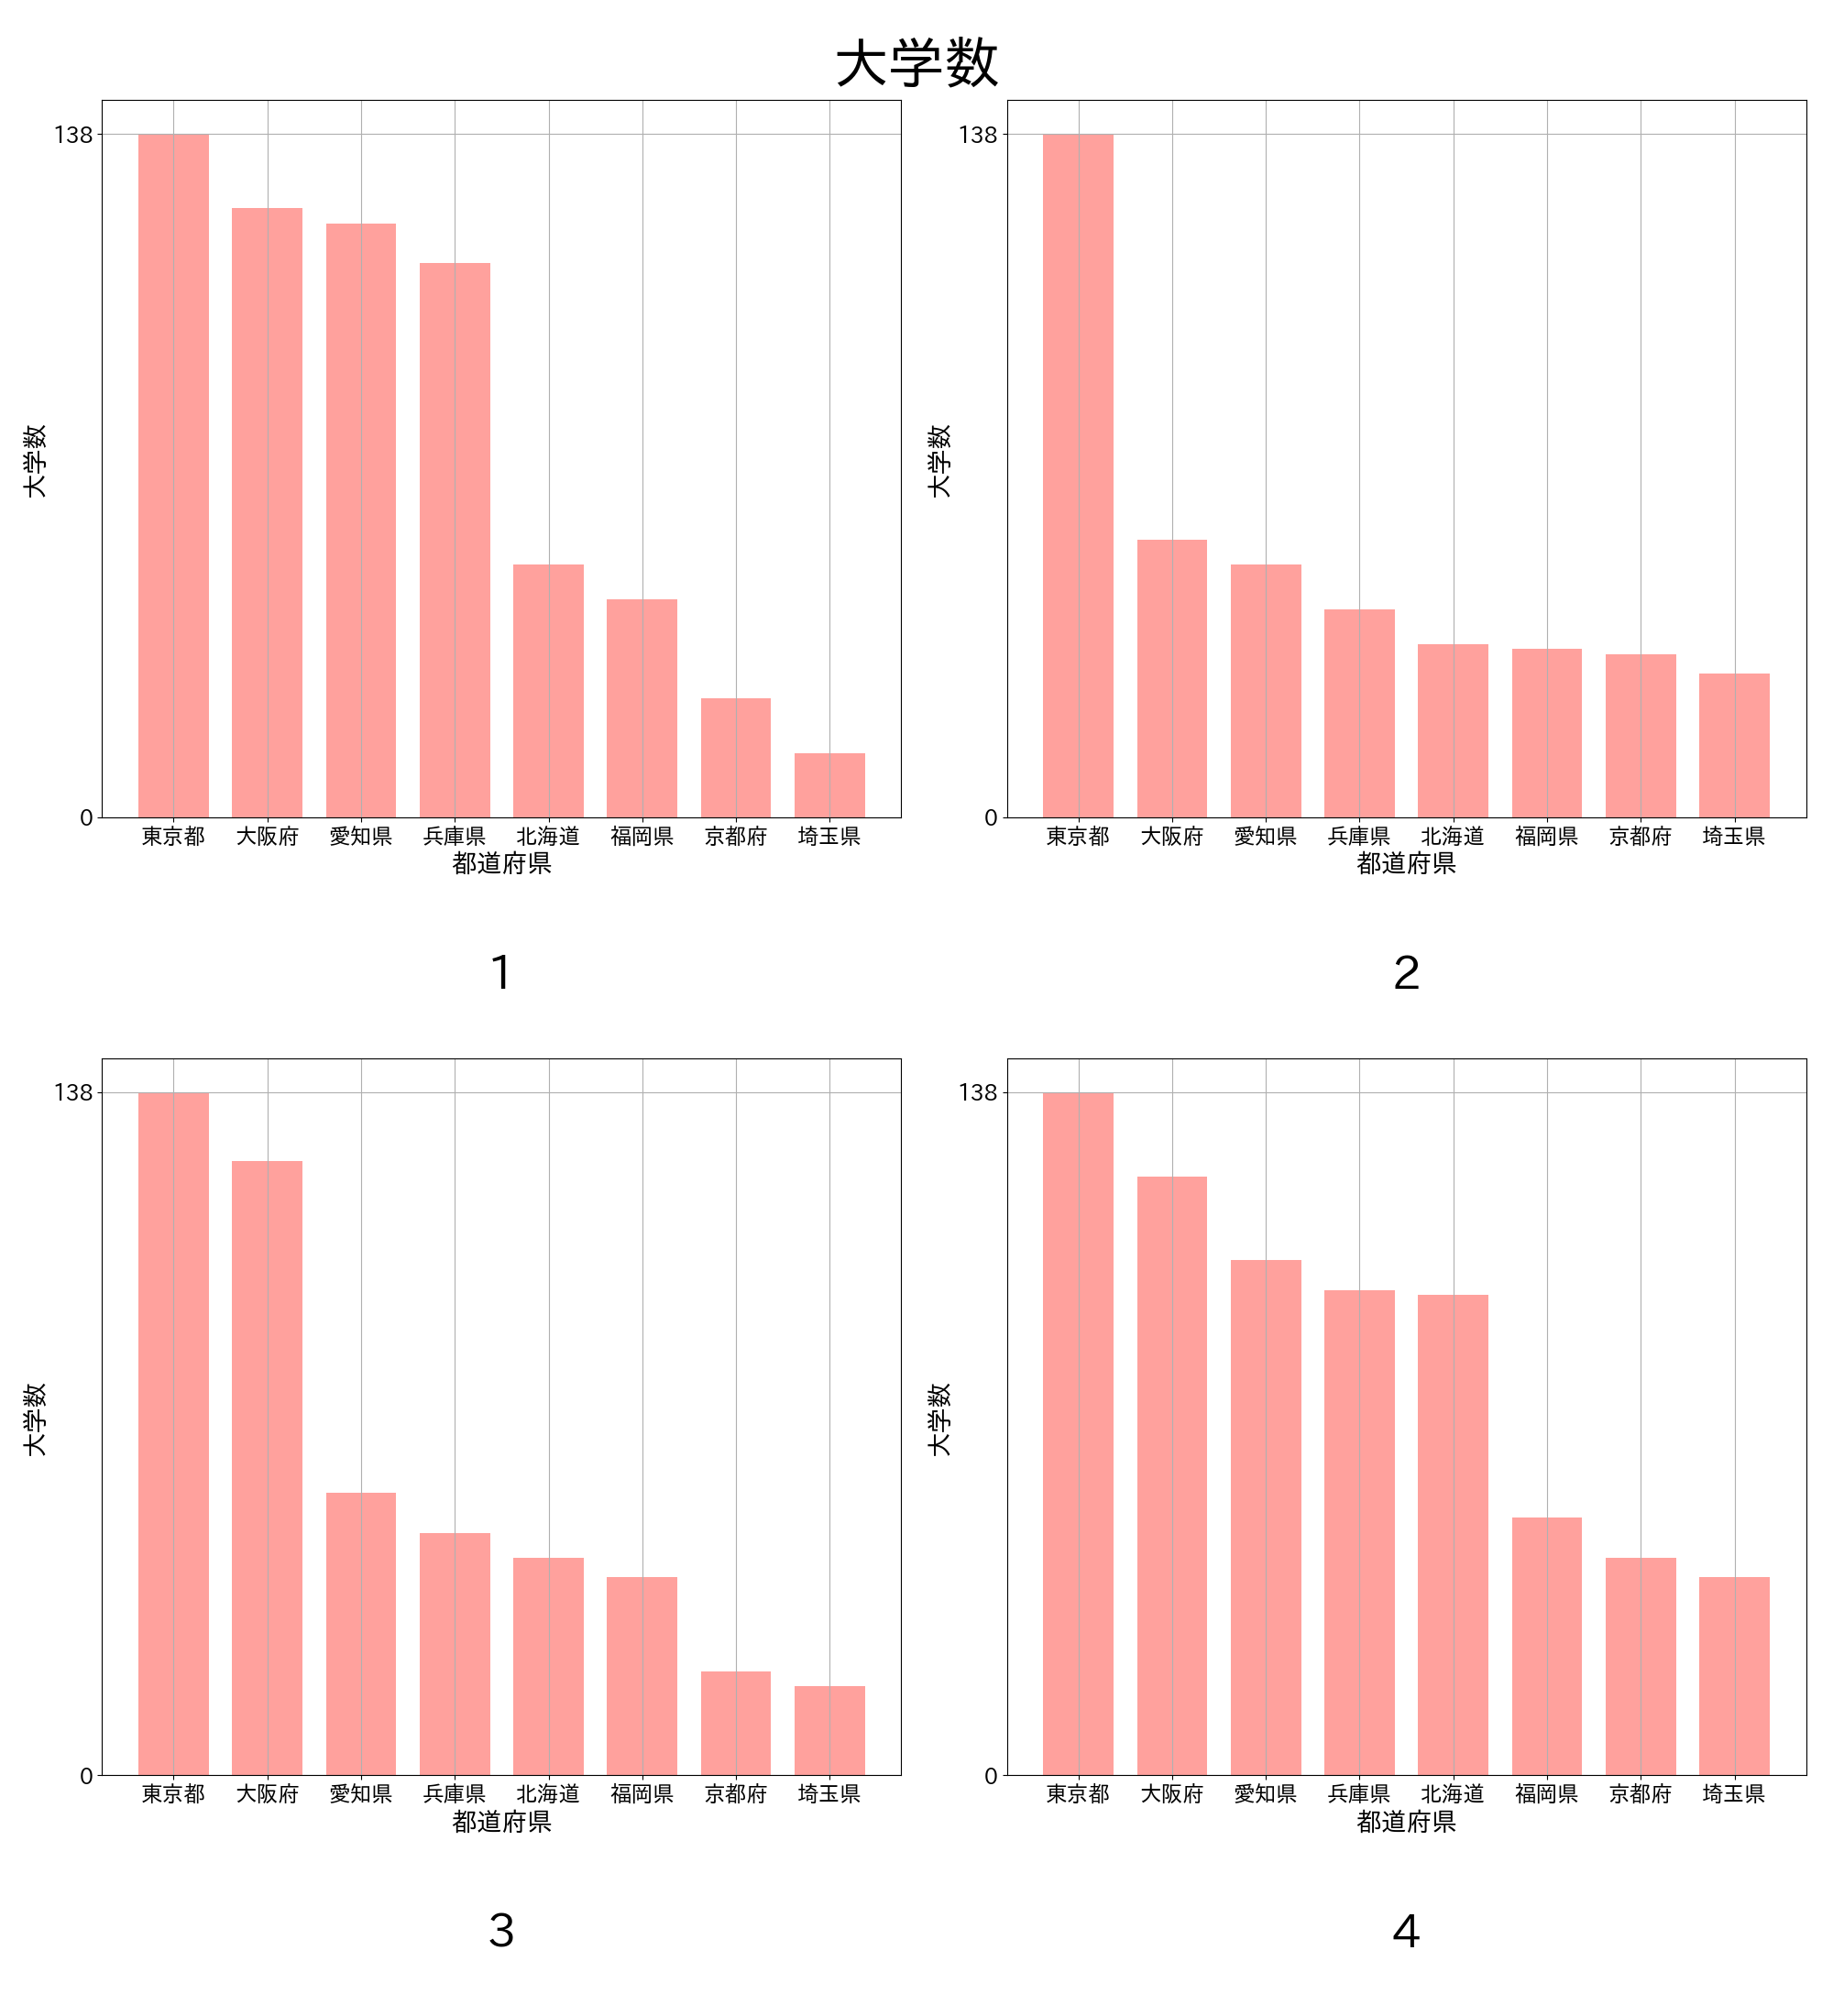 大学数
138
0
大学数
東京都 大阪府 愛知県 兵庫県 北海道 福岡県 京都府 埼玉県
都道府県
1
138
0
大学数
東京都 大阪府 愛知県 兵庫県 北海道 福岡県 京都府 埼玉県
都道府県
2
138
0
大学数
東京都 大阪府 愛知県 兵庫県 北海道 福岡県 京都府 埼玉県
都道府県
3
138
0
大学数
東京都 大阪府 愛知県 兵庫県 北海道 福岡県 京都府 埼玉県
都道府県
4